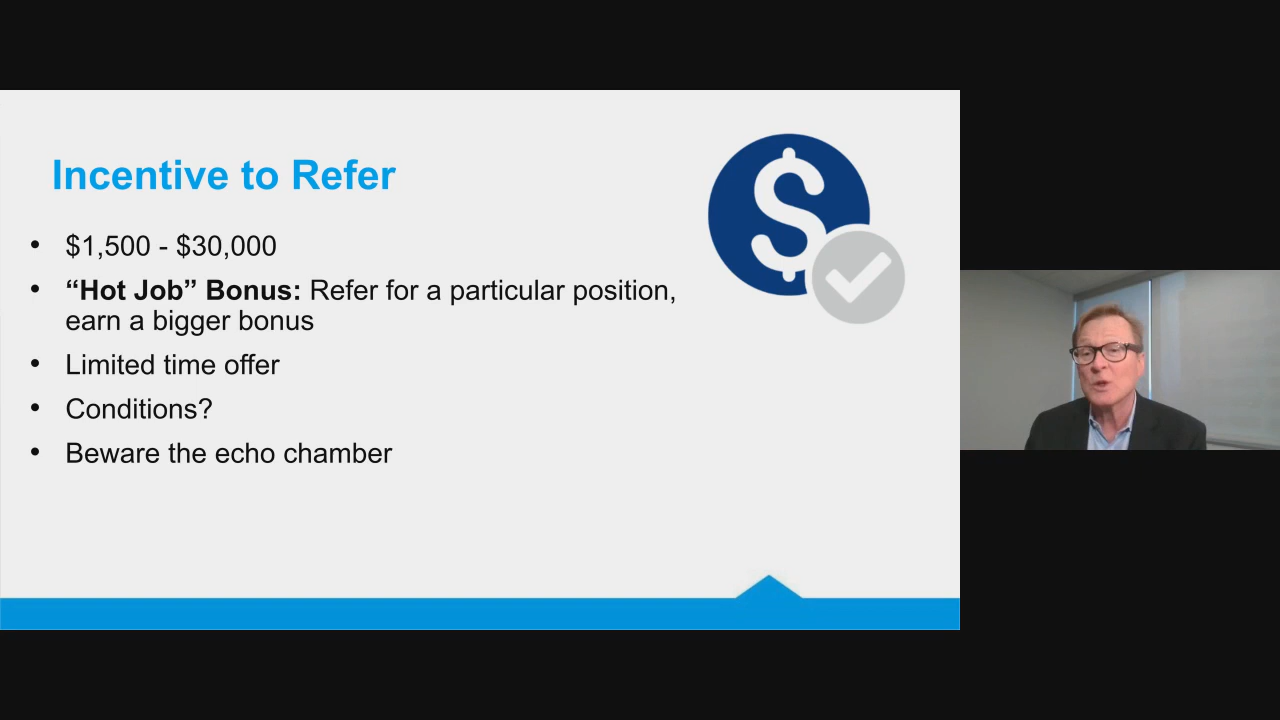 Incentive to Refer
• $1,500 - $30,000
• “Hot Job” Bonus: Refer for a particular position,
earn a bigger bonus
• Limited time offer
• Conditions?
• Beware the echo chamber